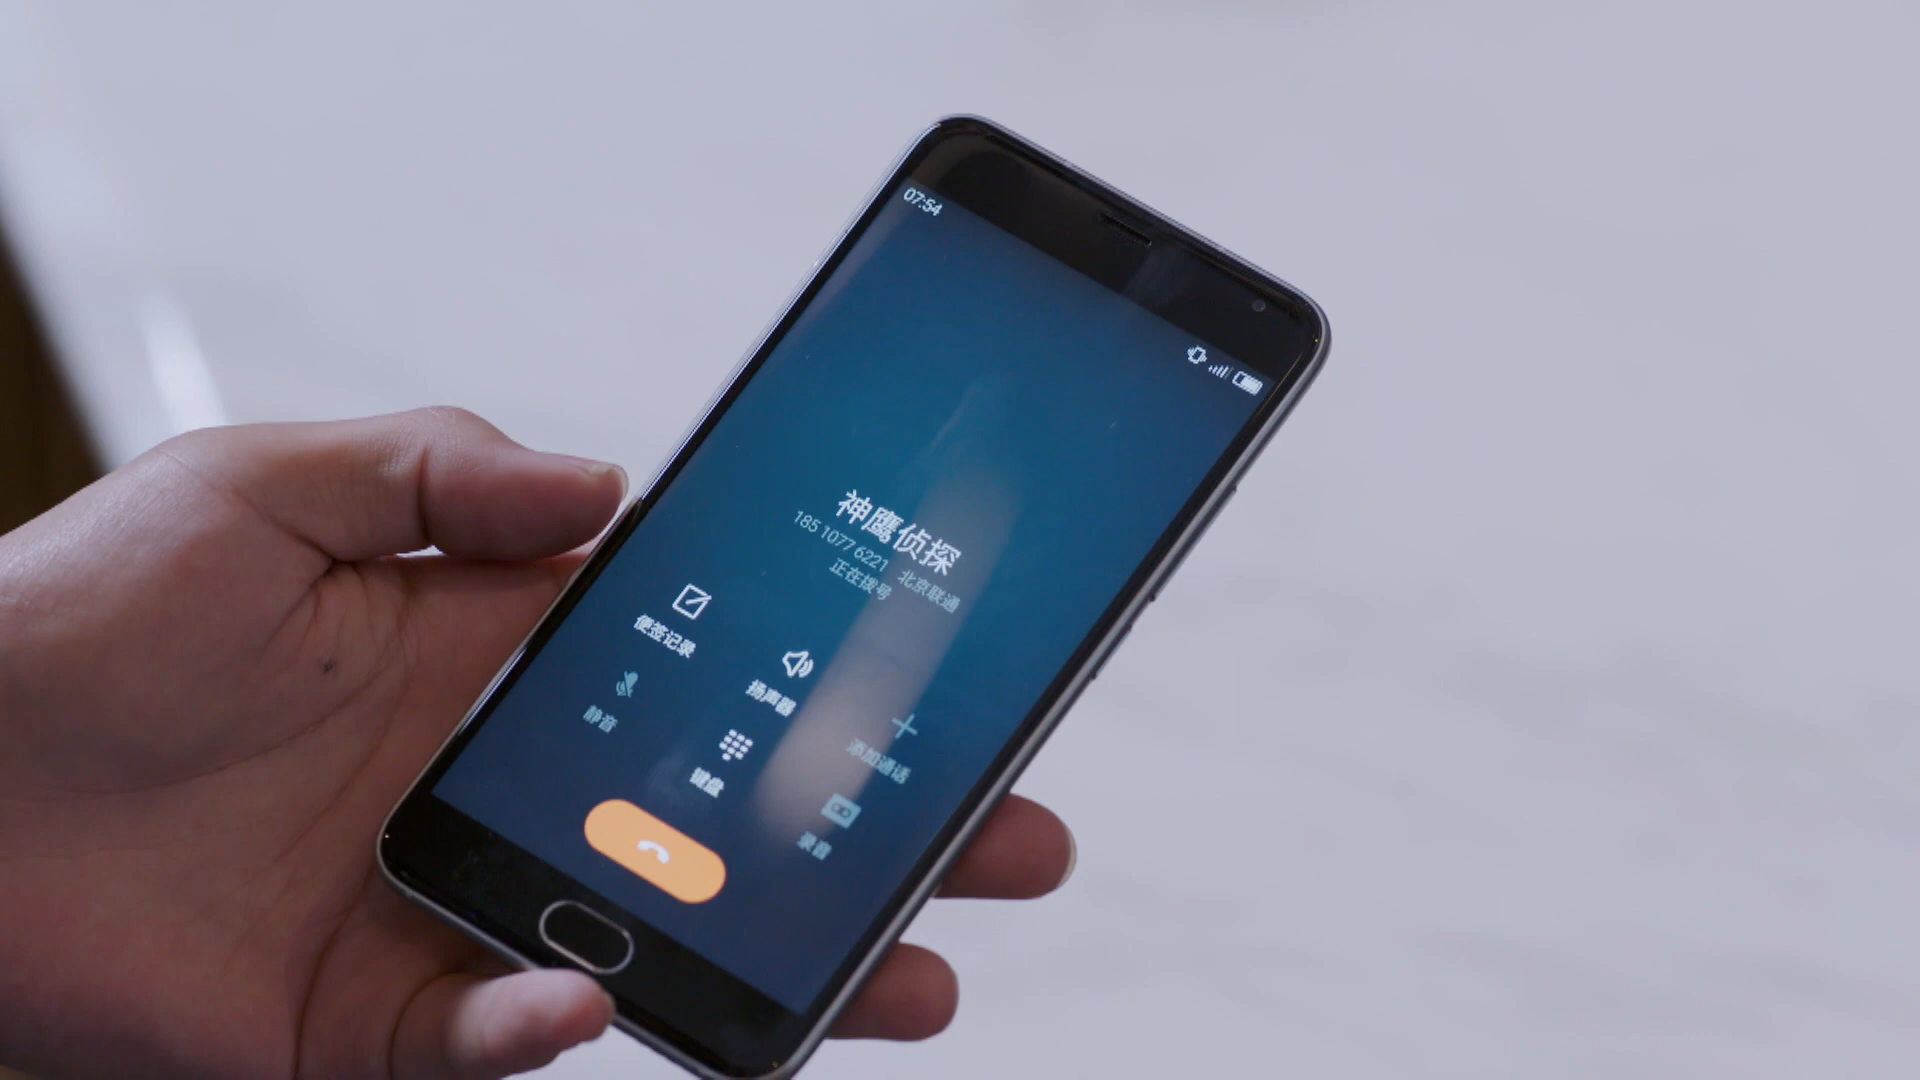 07:54
神鹰侦探
185 1077 6221 北京联通
正在拨号
便签记录
扬声器
添加通话
静音
键盘
录音